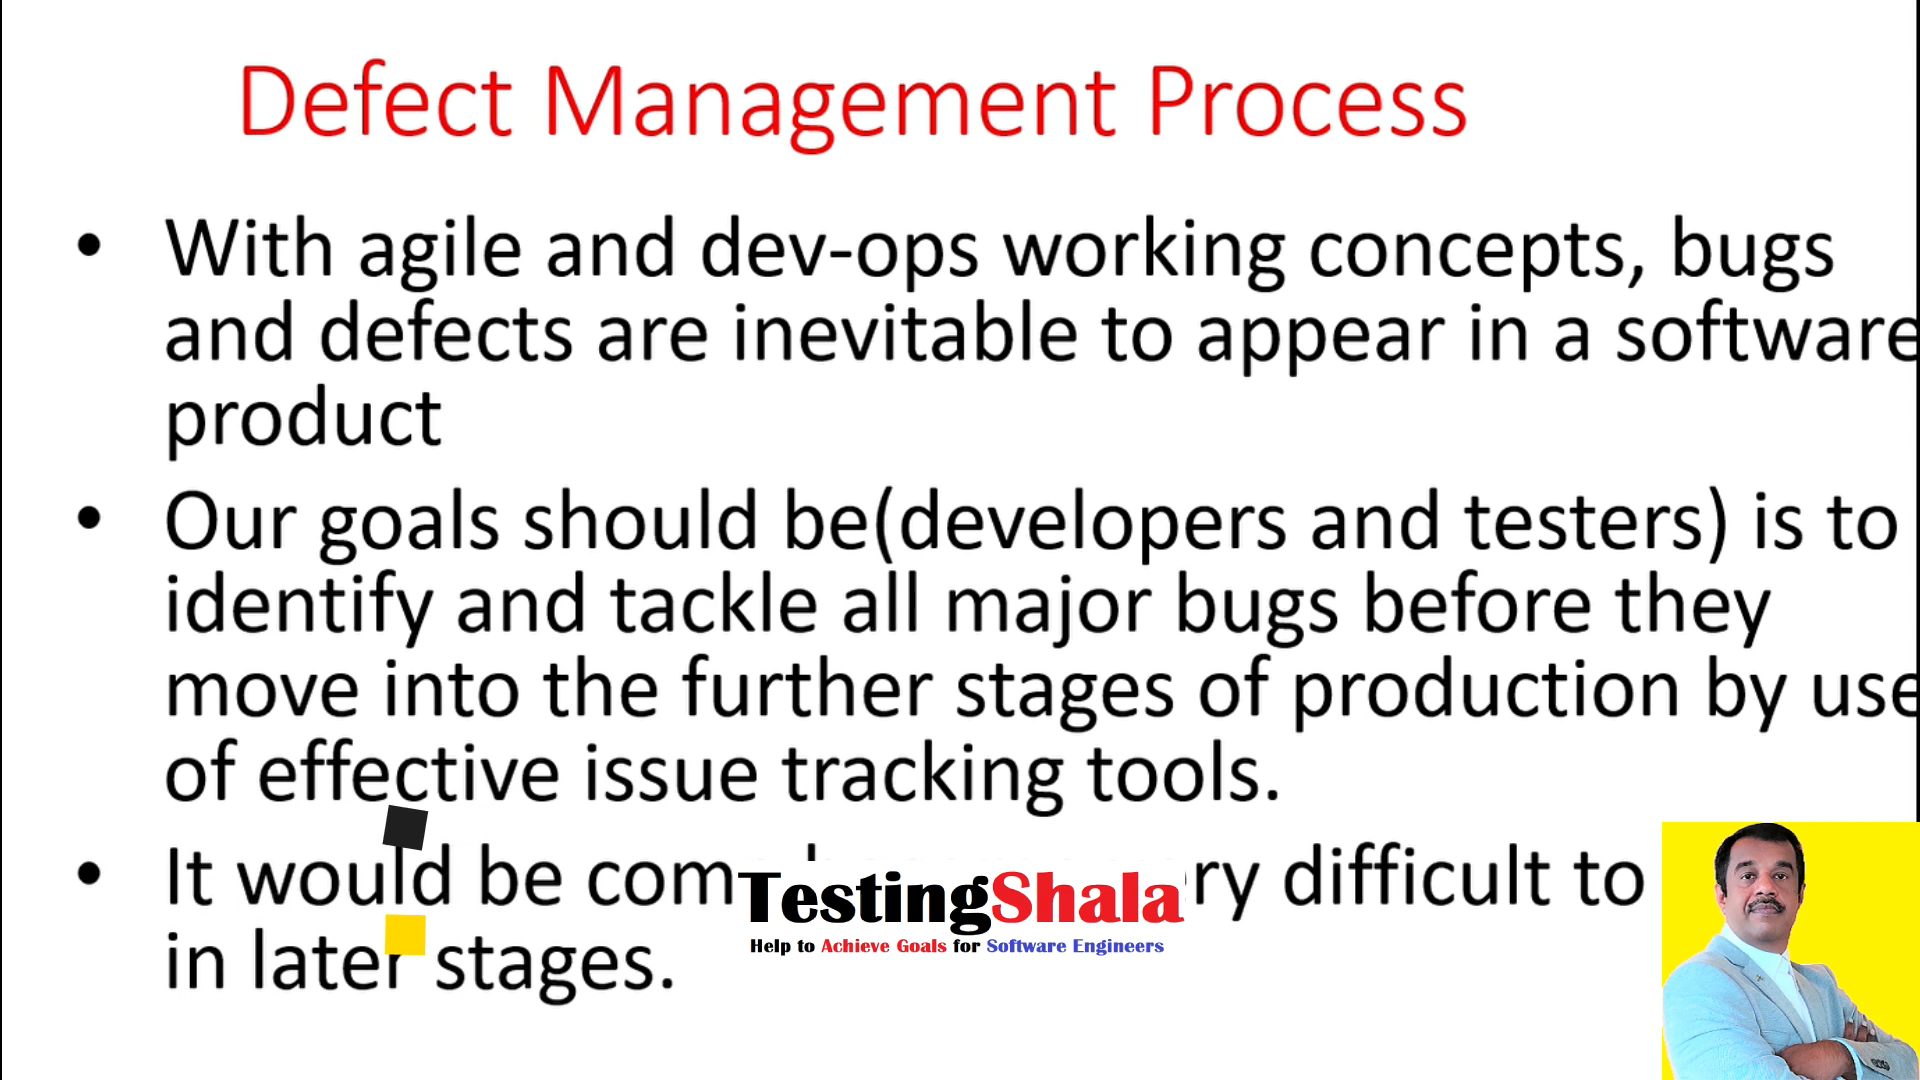 Defect Management Process
• With agile and dev-ops working concepts, bugs
and defects are inevitable to appear in a software
product
• Our goals should be(developers and testers) is to
identify and tackle all major bugs before they
move into the further stages of production by use
of effective issue tracking tools.
• It would be difficult to
in later stages.
TestingShala
Help to Achieve Goals for Software Engineers